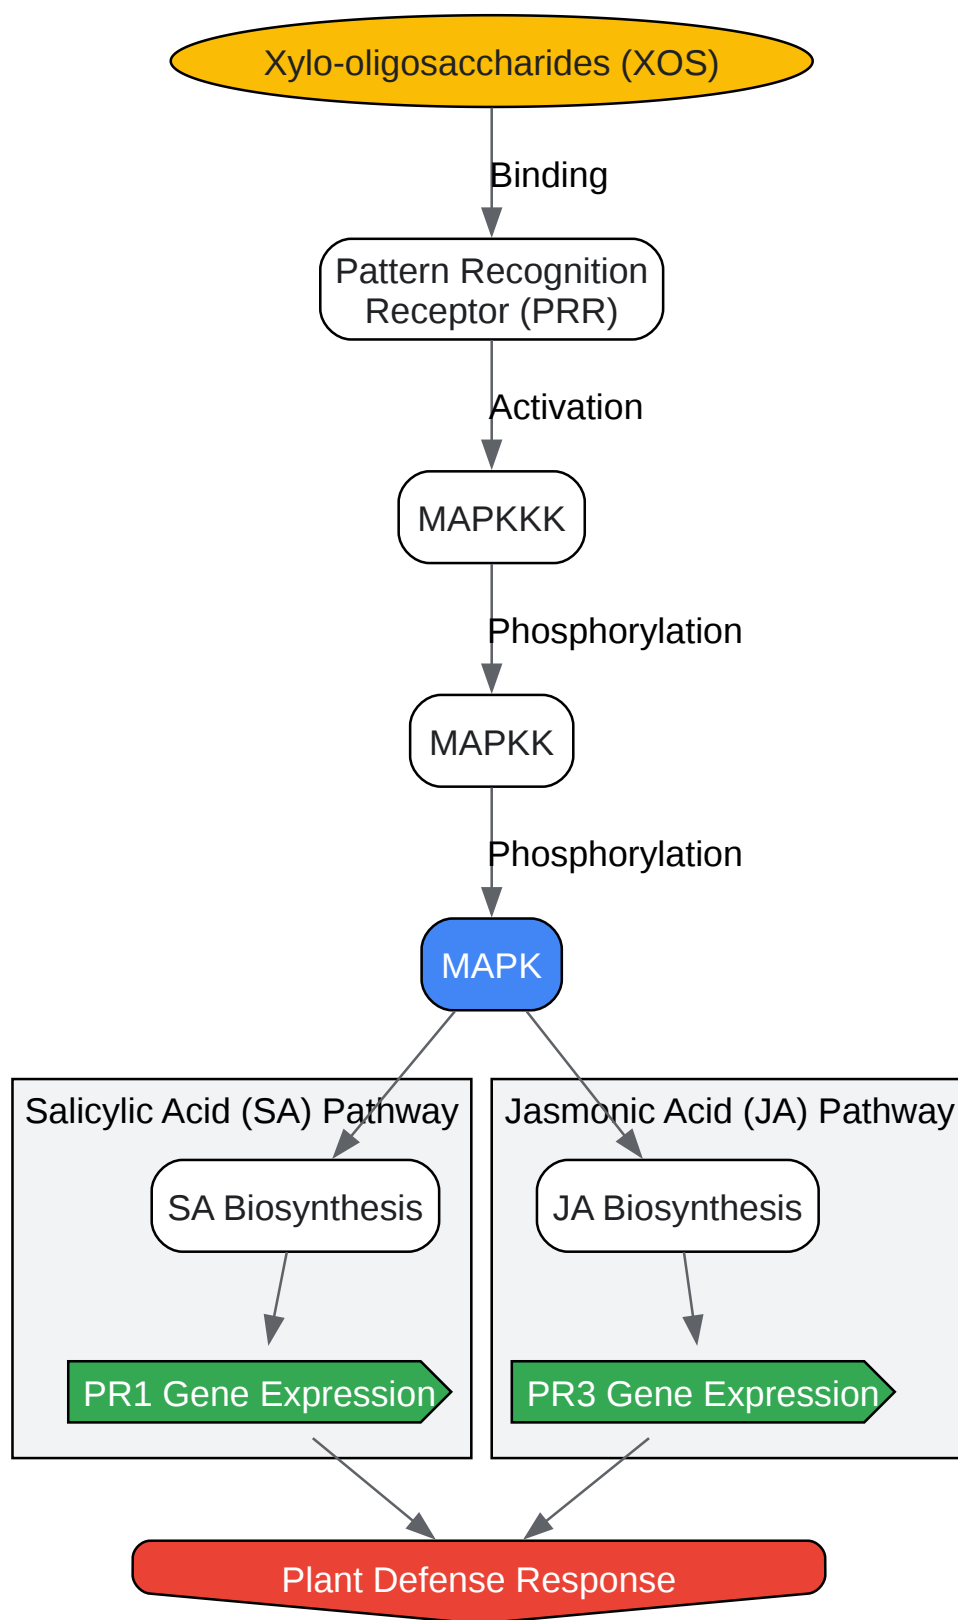 Xylo-oligosaccharides (XOS)
Binding
Pattern Recognition
Receptor (PRR)
Activation
MAPKKK
Phosphorylation
MAPKK
Phosphorylation
MAPK
Salicylic Acid (SA) Pathway
Jasmonic Acid (JA) Pathway
SA Biosynthesis
JA Biosynthesis
PR1 Gene Expression
PR3 Gene Expression
Plant Defense Response